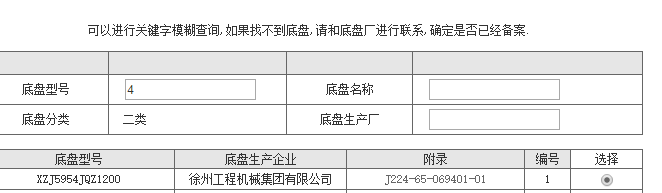 可以进行关键字模糊查询,如果找不到底盘,请和底盘厂进行联系,确定是否已经备案.
底盘型号 4 底盘名称
底盘分类 二类 底盘生产厂
底盘型号 底盘生产企业 附录 编号 选择
XZJ5954JQZ1200 徐州工程机械集团有限公司 J224-65-069401-01 1